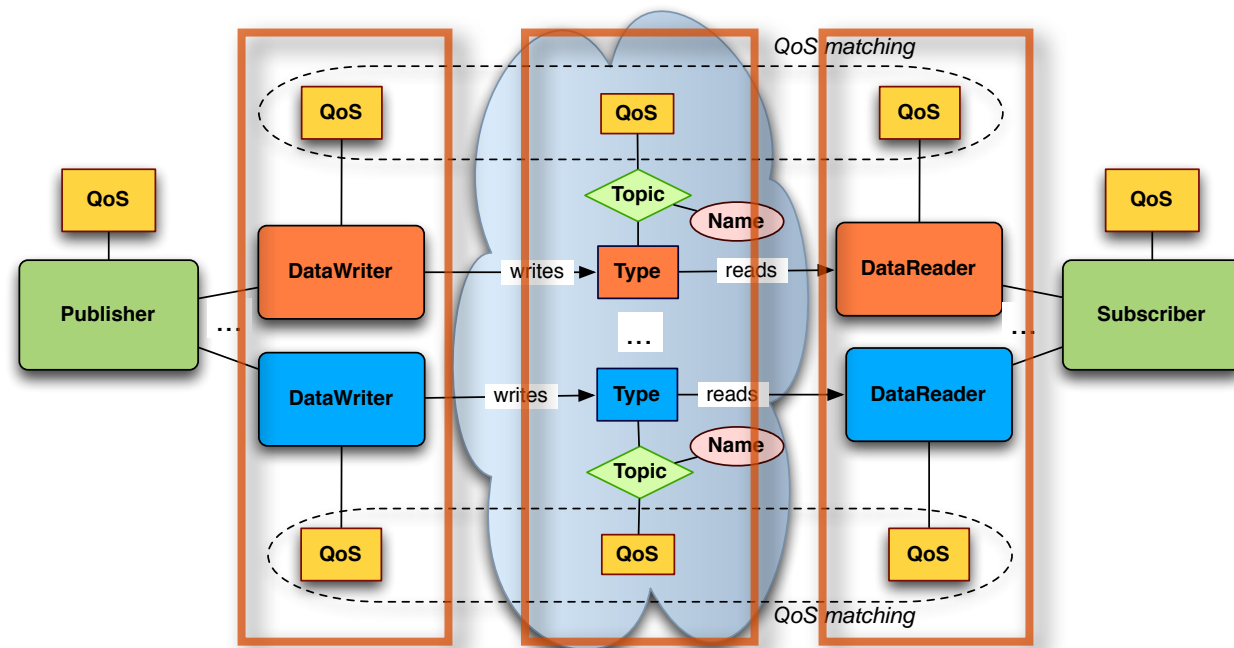 QoS matching
QoS
QoS
QoS
QoS
QoS
Topic
Name
DataWriter
writes
Type
reads
DataReader
Publisher
...
...
...
Subscriber
DataWriter
writes
Type
reads
DataReader
Name
Topic
QoS
QoS
QoS
QoS matching